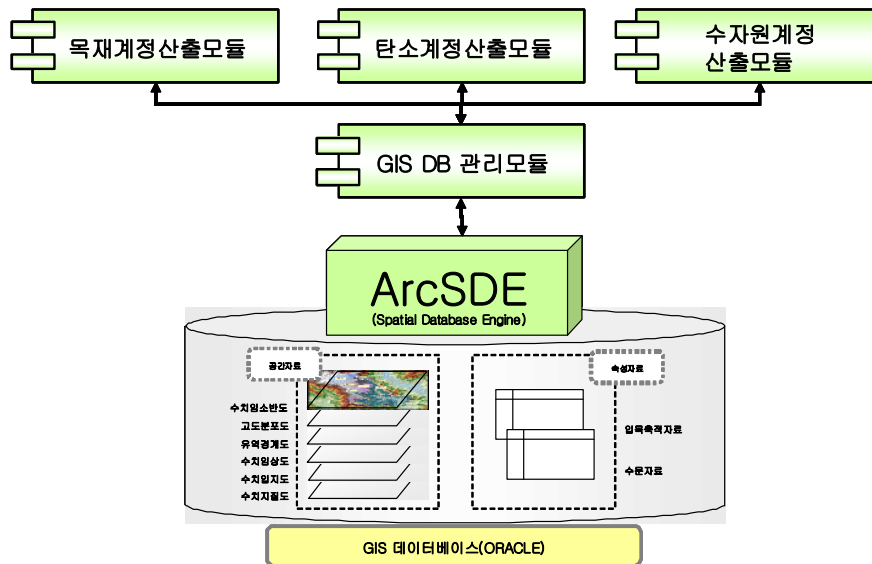 목재계정산출모듈
탄소계정산출모듈
수자원계정
산출모듈
GIS DB 관리모듈
ArcSDE
(Spatial Database Engine)
공간자료
속성자료
수치임소반도
고도분포도
유역경계도
수치임상도
수치입지도
수치지질도
임목축적자료
수문자료
GIS 데이터베이스(ORACLE)